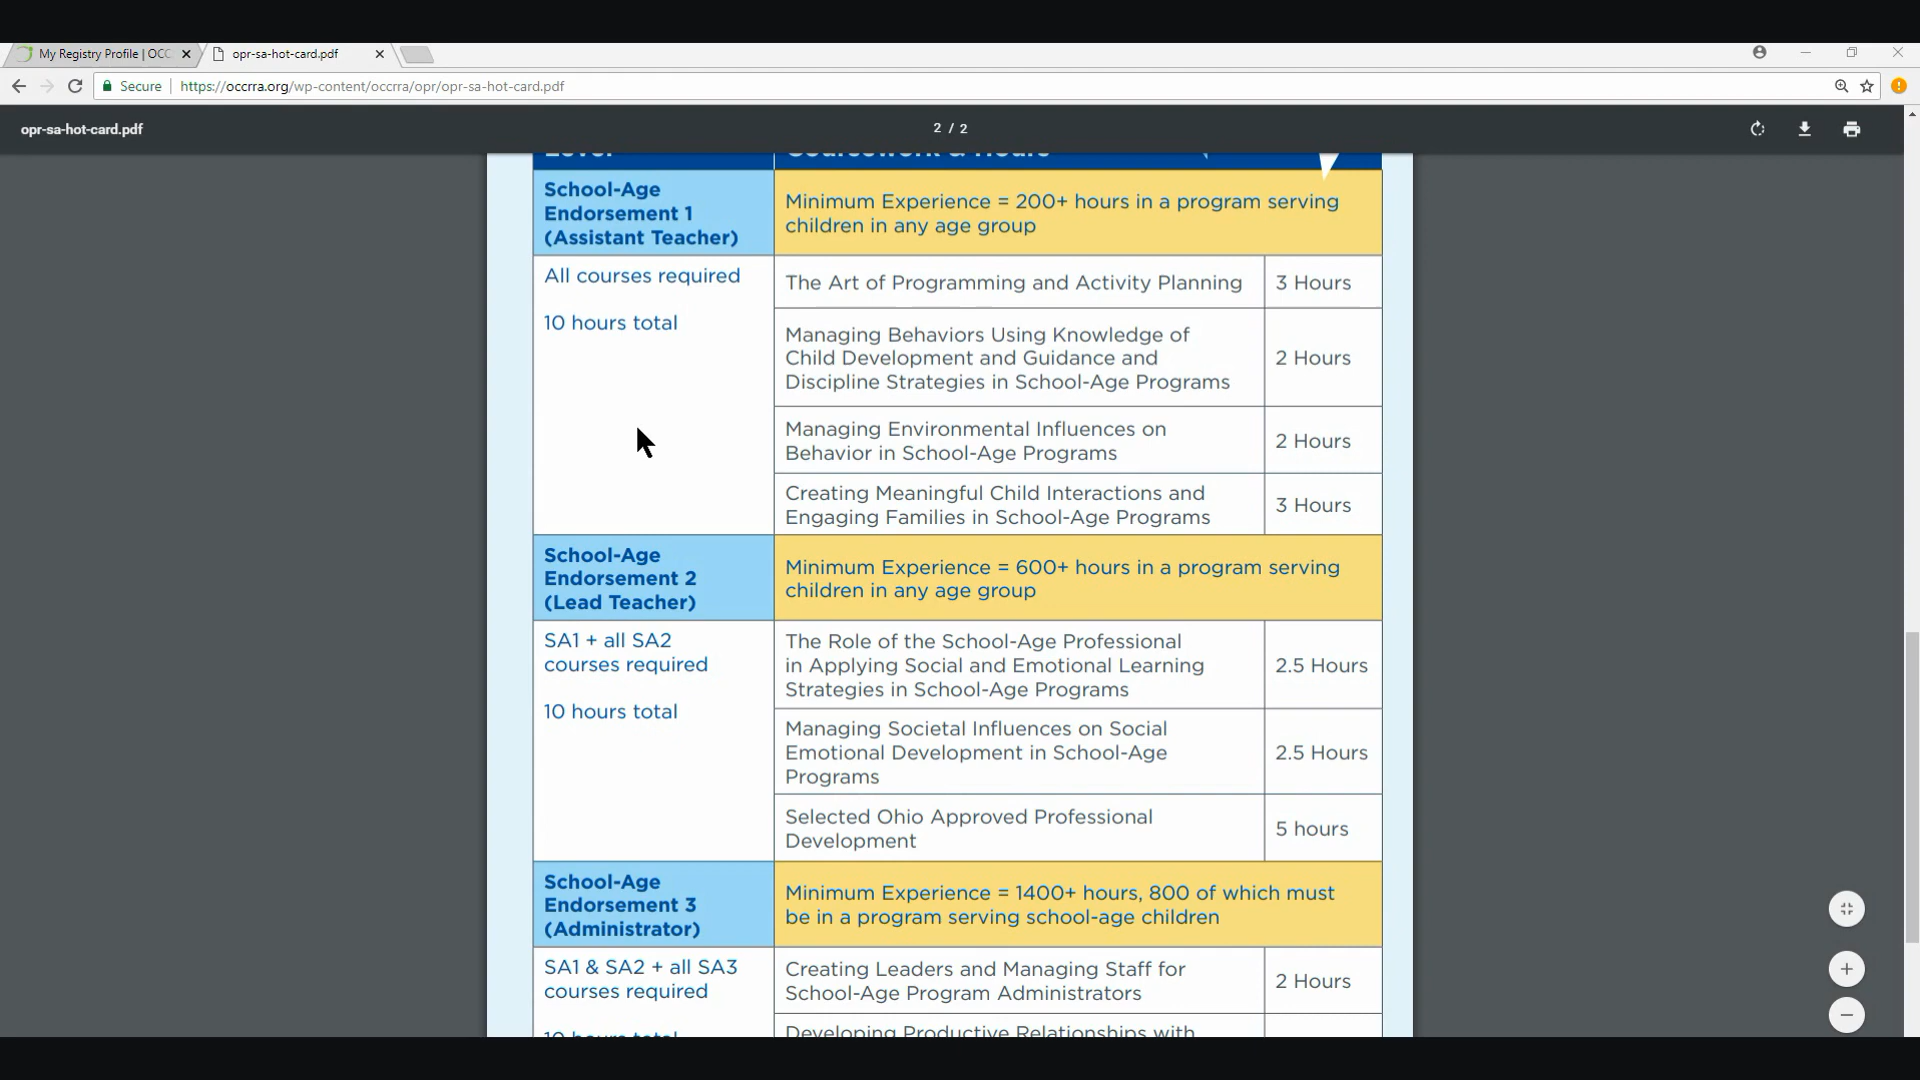 My Registry Profile | OCC
opr-sa-hot-card.pdf
Secure
https://occrra.org/wp-content/occrra/opr/opr-sa-hot-card.pdf
opr-sa-hot-card.pdf
2 / 2
Level
Coursework & Hours
School-Age
Endorsement 1
(Assistant Teacher)
Minimum Experience = 200+ hours in a program serving
children in any age group
All courses required
10 hours total
The Art of Programming and Activity Planning
3 Hours
Managing Behaviors Using Knowledge of
Child Development and Guidance and
Discipline Strategies in School-Age Programs
2 Hours
Managing Environmental Influences on
Behavior in School-Age Programs
2 Hours
Creating Meaningful Child Interactions and
Engaging Families in School-Age Programs
3 Hours
School-Age
Endorsement 2
(Lead Teacher)
Minimum Experience = 600+ hours in a program serving
children in any age group
SA1 + all SA2
courses required
10 hours total
The Role of the School-Age Professional
in Applying Social and Emotional Learning
Strategies in School-Age Programs
2.5 Hours
Managing Societal Influences on Social
Emotional Development in School-Age
Programs
2.5 Hours
Selected Ohio Approved Professional
Development
5 hours
School-Age
Endorsement 3
(Administrator)
Minimum Experience = 1400+ hours, 800 of which must
be in a program serving school-age children
SA1 & SA2 + all SA3
courses required
10 hours total
Creating Leaders and Managing Staff for
School-Age Program Administrators
2 Hours
Developing Productive Relationships with